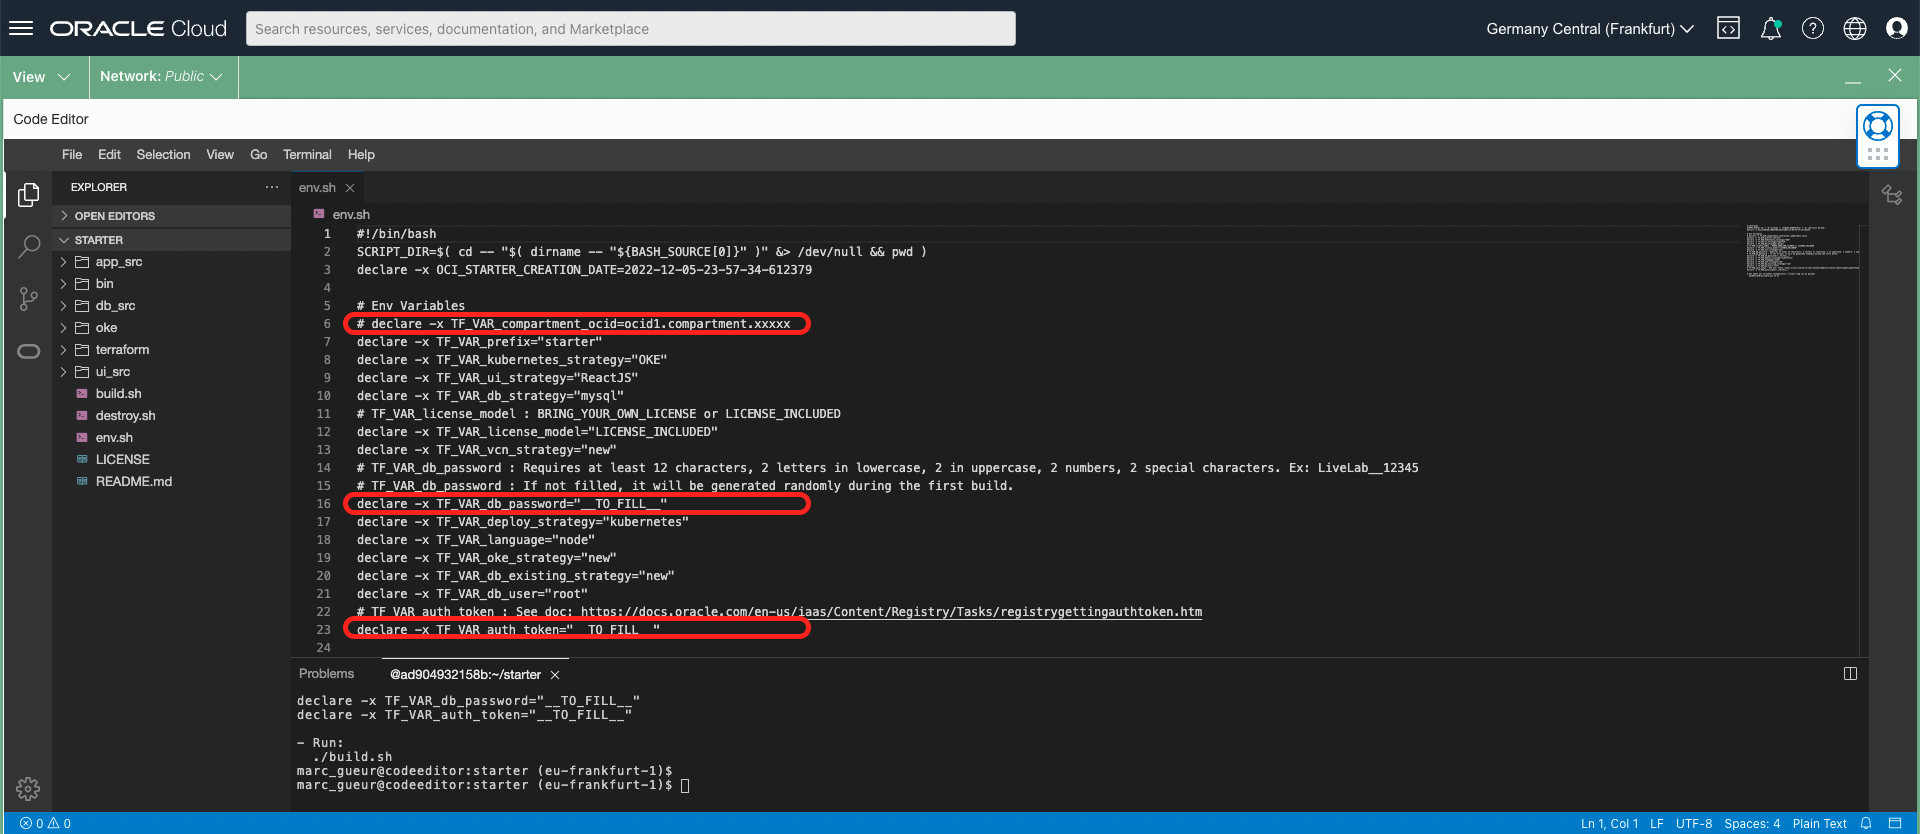 ORACLE Cloud
Search resources, services, documentation, and Marketplace
Germany Central (Frankfurt)
View
Network: Public
Code Editor
File Edit Selection View Go Terminal Help
EXPLORER
OPEN EDITORS
STARTER
app_src
bin
db_src
oke
terraform
ui_src
build.sh
destroy.sh
env.sh
LICENSE
README.md
env.sh
env.sh
1 #!/bin/bash
2 SCRIPT_DIR=$( cd -- "$( dirname -- "${BASH_SOURCE[0]}" )" &> /dev/null && pwd )
3 declare -x OCI_STARTER_CREATION_DATE=2022-12-05-23-57-34-612379
4
5 # Env Variables
6 # declare -x TF_VAR_compartment_ocid=ocid1.compartment.xxxxx
7 declare -x TF_VAR_prefix="starter"
8 declare -x TF_VAR_kubernetes_strategy="OKE"
9 declare -x TF_VAR_ui_strategy="ReactJS"
10 declare -x TF_VAR_db_strategy="mysql"
11 # TF_VAR_license_model : BRING_YOUR_OWN_LICENSE or LICENSE_INCLUDED
12 declare -x TF_VAR_license_model="LICENSE_INCLUDED"
13 declare -x TF_VAR_vcn_strategy="new"
14 # TF_VAR_db_password : Requires at least 12 characters, 2 letters in lowercase, 2 in uppercase, 2 numbers, 2 special characters. Ex: LiveLab__12345
15 # TF_VAR_db_password : If not filled, it will be generated randomly during the first build.
16 declare -x TF_VAR_db_password="__TO_FILL__"
17 declare -x TF_VAR_deploy_strategy="kubernetes"
18 declare -x TF_VAR_language="node"
19 declare -x TF_VAR_oke_strategy="new"
20 declare -x TF_VAR_db_existing_strategy="new"
21 declare -x TF_VAR_db_user="root"
22 # TF_VAR_auth_token : See doc: https://docs.oracle.com/en-us/iaas/Content/Registry/Tasks/registrygettingauthtoken.htm
23 declare -x TF_VAR_auth_token="__TO_FILL__"
24
Problems
@ad904932158b:~/starter
declare -x TF_VAR_db_password="__TO_FILL__"
declare -x TF_VAR_auth_token="__TO_FILL__"
- Run:
./build.sh
marc_gueur@codeeditor:starter (eu-frankfurt-1)$
marc_gueur@codeeditor:starter (eu-frankfurt-1)$
0 0
Ln 1, Col 1 LF UTF-8 Spaces: 4 Plain Text